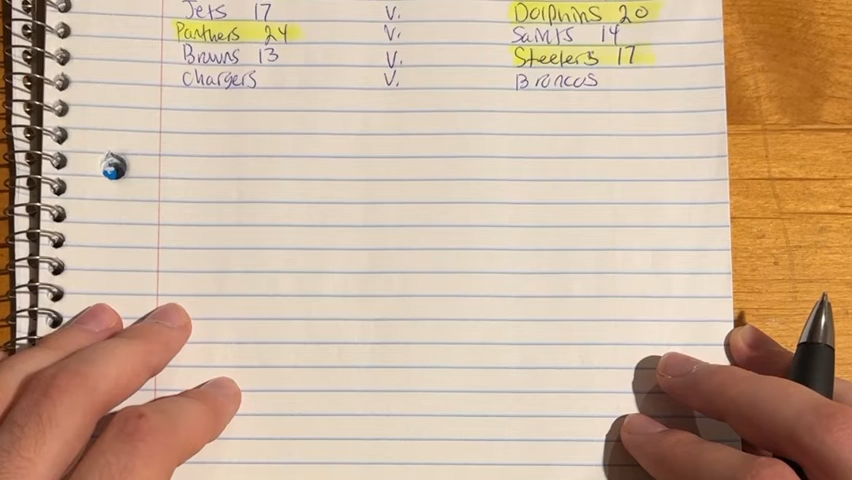 Jets 17 V. Dolphins 20
Panthers 24 V. Saints 14
Browns 13 V. Steelers 17
Chargers V. Broncos